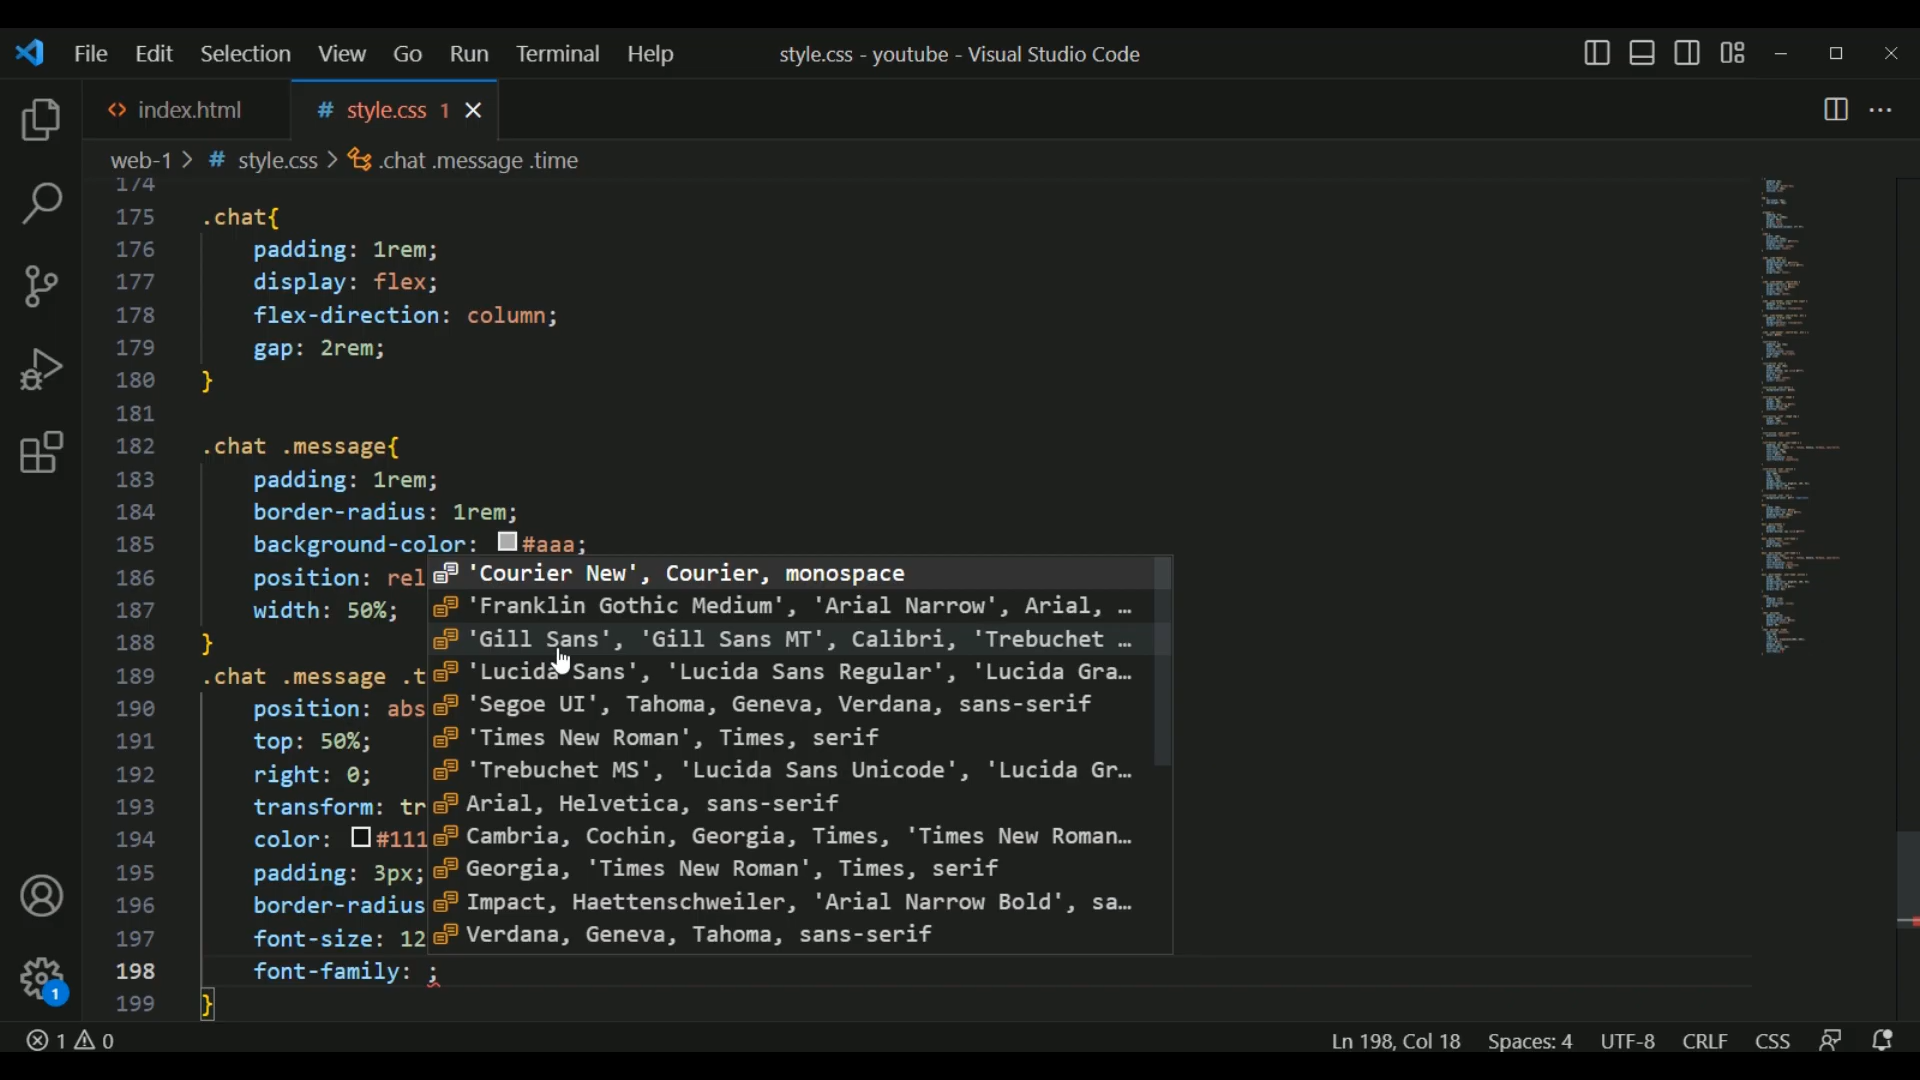 File Edit Selection View Go Run Terminal Help style.css - youtube - Visual Studio Code
<> index.html # style.css 1
web-1 > # style.css > .chat .message .time
174
175 .chat{
176 padding: 1rem;
177 display: flex;
178 flex-direction: column;
179 gap: 2rem;
180 }
181
182 .chat .message{
183 padding: 1rem;
184 border-radius: 1rem;
185 background-color: #aaa;
186 position: rel
187 width: 50%;
188 }
189 .chat .message .t
190 position: abs
191 top: 50%;
192 right: 0;
193 transform: tr
194 color: #111
195 padding: 3px;
196 border-radius
197 font-size: 12
198 font-family: ;
199 }
'Courier New', Courier, monospace
'Franklin Gothic Medium', 'Arial Narrow', Arial, …
'Gill Sans', 'Gill Sans MT', Calibri, 'Trebuchet …
'Lucida Sans', 'Lucida Sans Regular', 'Lucida Gra…
'Segoe UI', Tahoma, Geneva, Verdana, sans-serif
'Times New Roman', Times, serif
'Trebuchet MS', 'Lucida Sans Unicode', 'Lucida Gr…
Arial, Helvetica, sans-serif
Cambria, Cochin, Georgia, Times, 'Times New Roman…
Georgia, 'Times New Roman', Times, serif
Impact, Haettenschweiler, 'Arial Narrow Bold', sa…
Verdana, Geneva, Tahoma, sans-serif
1
1 0 Ln 198, Col 18 Spaces: 4 UTF-8 CRLF CSS